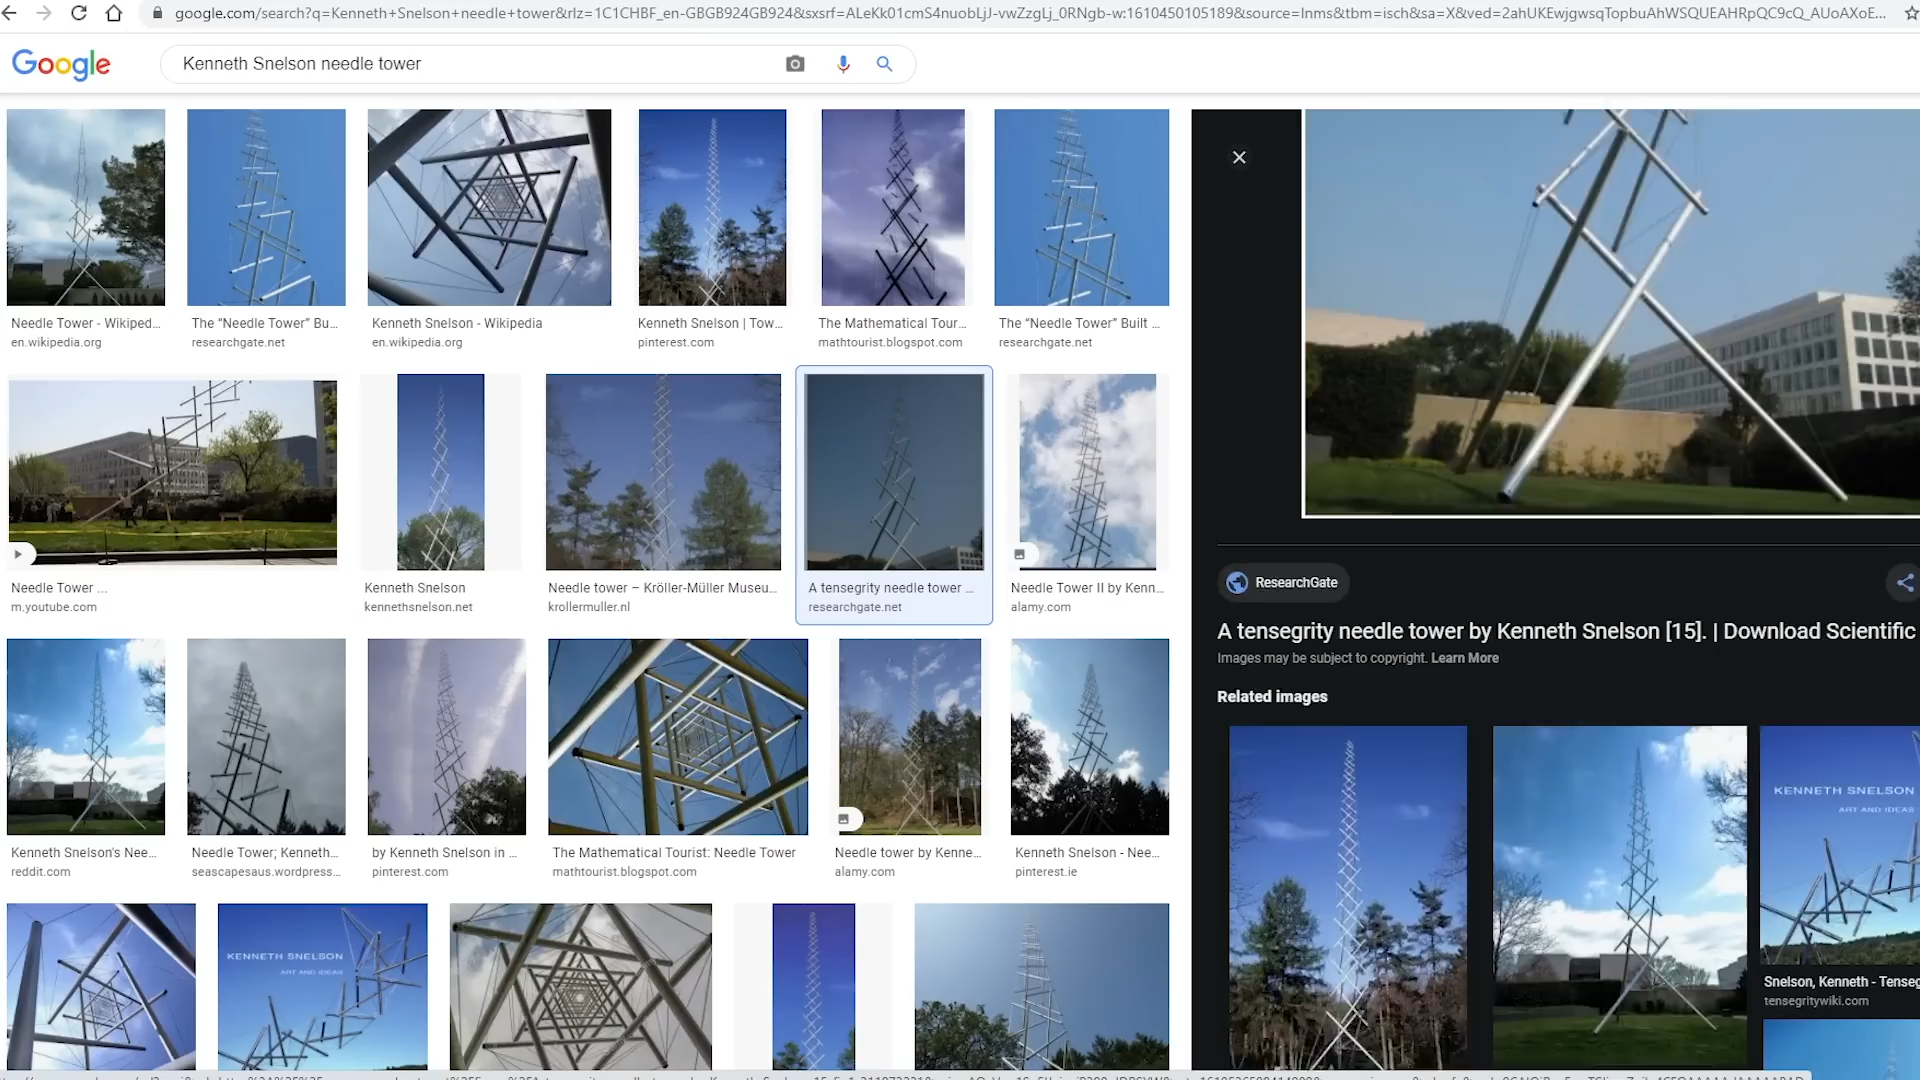 google.com/search?q=Kenneth+Snelson+needle+tower&rlz=1C1CHBF_en-GBGB924GB924&sxsrf=ALeKk01cmS4nuobLjJ-vwZzgLj_0RNgb-w:1610450105189&source=lnms&tbm=isch&sa=X&ved=2ahUKEwjgwsqTopbuAhWSQUEAHRpQC9cQ_AUoAXoE...
Google
Kenneth Snelson needle tower
Needle Tower - Wikiped...
en.wikipedia.org
The “Needle Tower” Bu...
researchgate.net
Kenneth Snelson - Wikipedia
en.wikipedia.org
Kenneth Snelson | Tow...
pinterest.com
The Mathematical Tour...
mathtourist.blogspot.com
The “Needle Tower” Built ...
researchgate.net
Needle Tower ...
m.youtube.com
Kenneth Snelson
kennethsnelson.net
Needle tower – Kröller-Müller Museu...
krollermuller.nl
A tensegrity needle tower ...
researchgate.net
Needle Tower II by Kenn...
alamy.com
Kenneth Snelson's Nee...
reddit.com
Needle Tower; Kenneth...
seascapesaus.wordpress...
by Kenneth Snelson in ...
pinterest.com
The Mathematical Tourist: Needle Tower
mathtourist.blogspot.com
Needle tower by Kenne...
alamy.com
Kenneth Snelson - Nee...
pinterest.ie
KENNETH SNELSON
ART AND IDEAS
ResearchGate
A tensegrity needle tower by Kenneth Snelson [15]. | Download Scientific
Images may be subject to copyright. Learn More
Related images
KENNETH SNELSON
ART AND IDEAS
Snelson, Kenneth - Tenseg
tensegritywiki.com